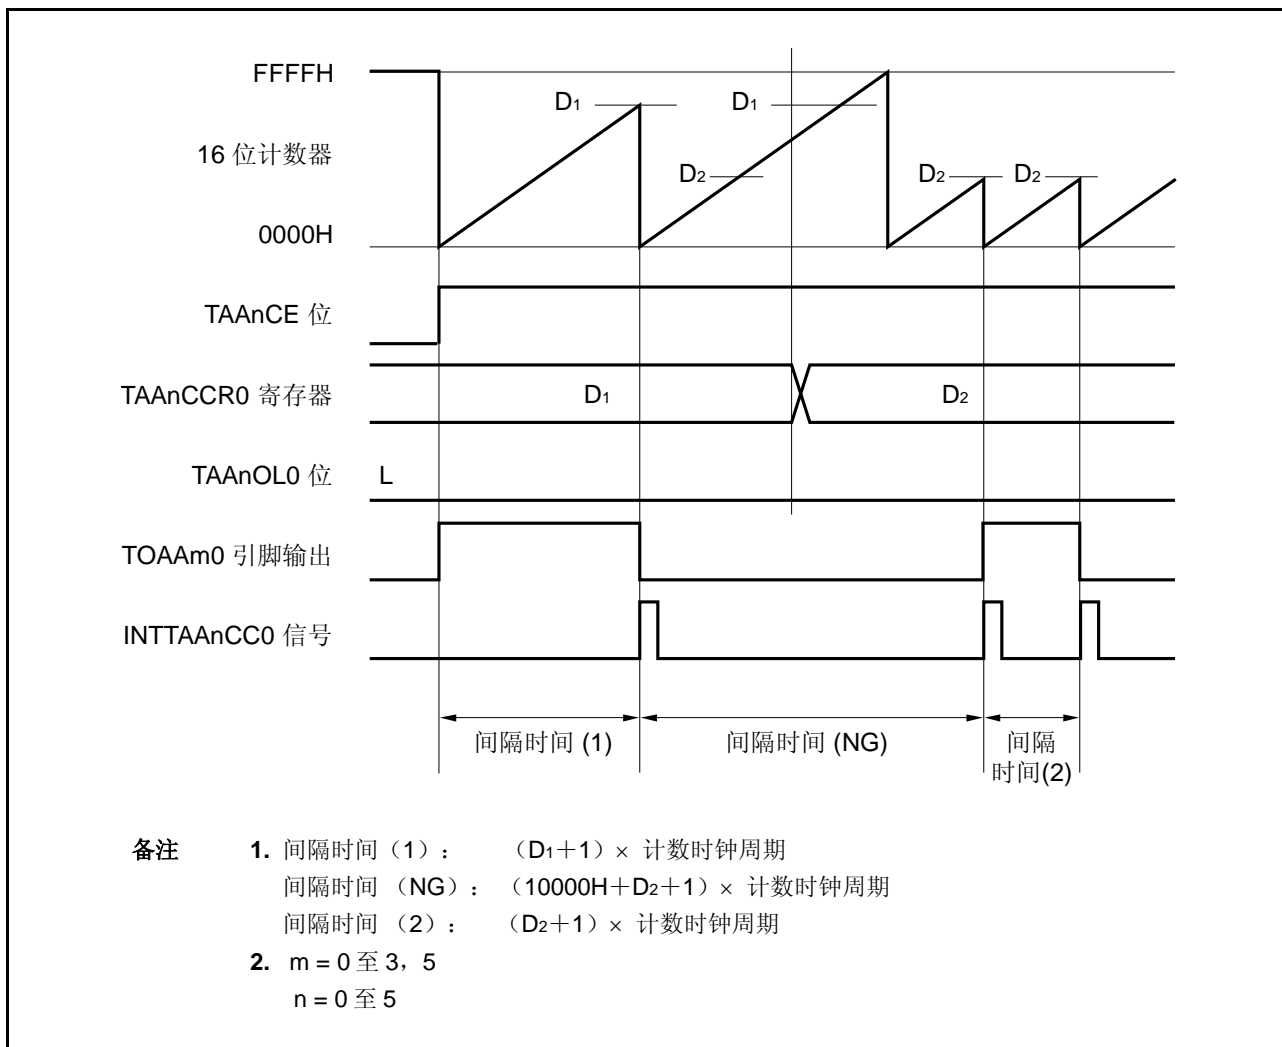 FFFFH
D1
D1
16 位计数器
D2
D2
D2
0000H
TAAnCE 位
TAAnCCR0 寄存器
D1
D2
TAAnOL0 位
L
TOAAm0 引脚输出
INTTAAnCC0 信号
间隔时间 (1)
间隔时间 (NG)
间隔
时间(2)
备注 1. 间隔时间（1）： （D1＋1）× 计数时钟周期
间隔时间 （NG）： （10000H＋D2＋1）× 计数时钟周期
间隔时间 （2）： （D2＋1）× 计数时钟周期
2. m = 0 至 3，5
n = 0 至 5